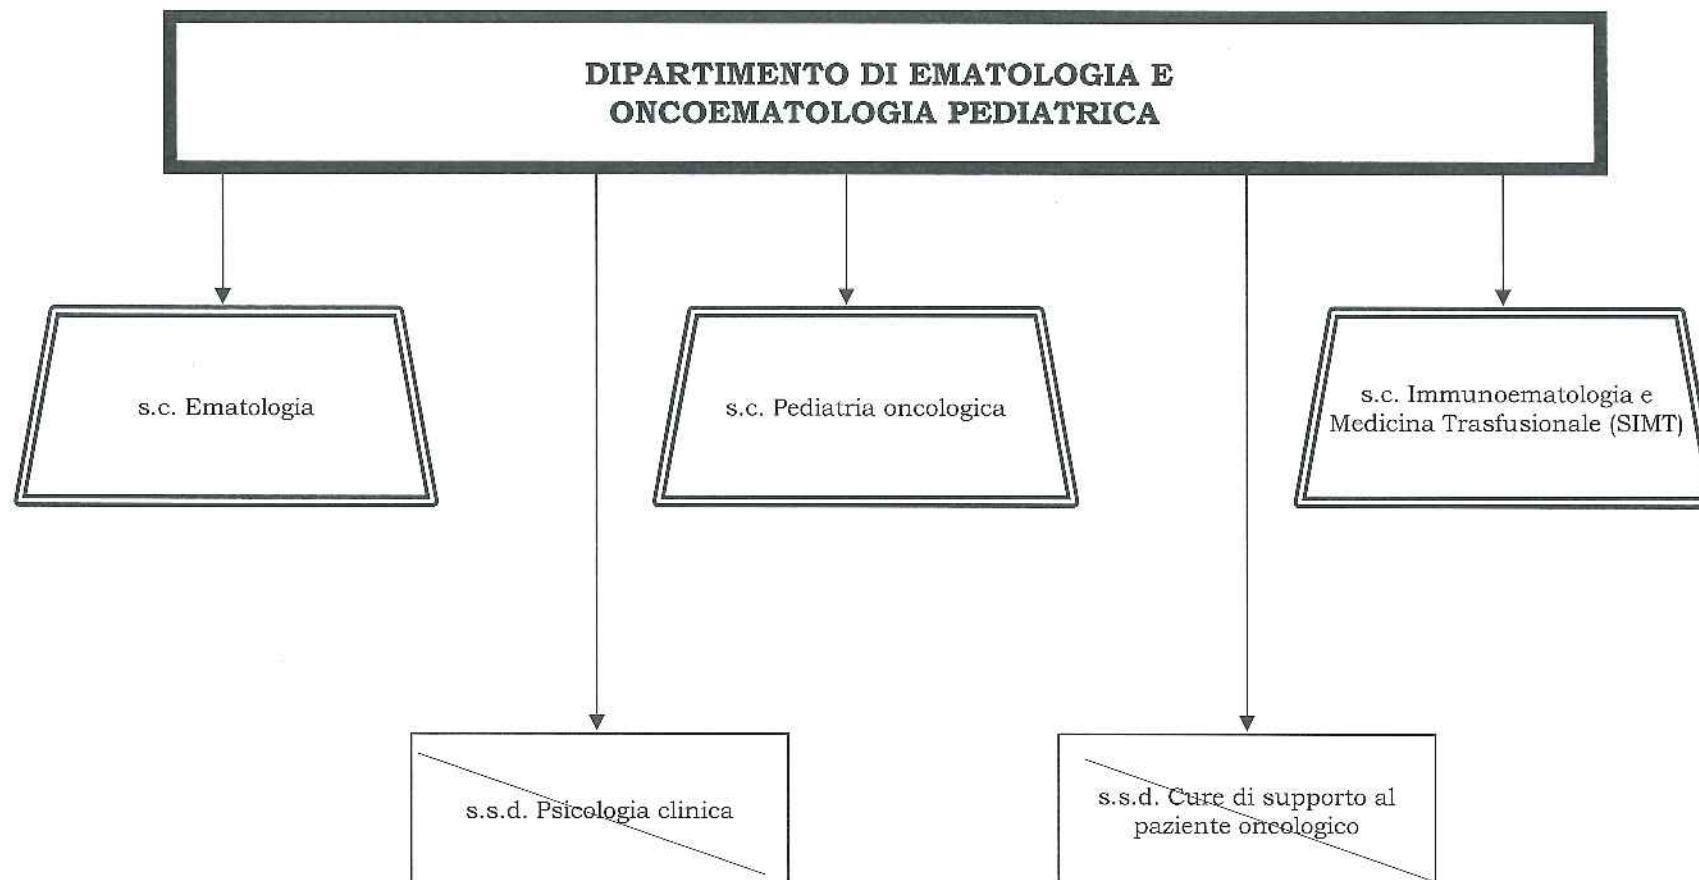 DIPARTIMENTO DI EMATOLOGIA E
ONCOEMATOLOGIA PEDIATRICA
s.c. Ematologia
s.c. Pediatria oncologica
s.c. Immunoematologia e
Medicina Trasfusionale (SIMT)
s.s.d. Psicologia clinica
s.s.d. Cure di supporto al
paziente oncologico